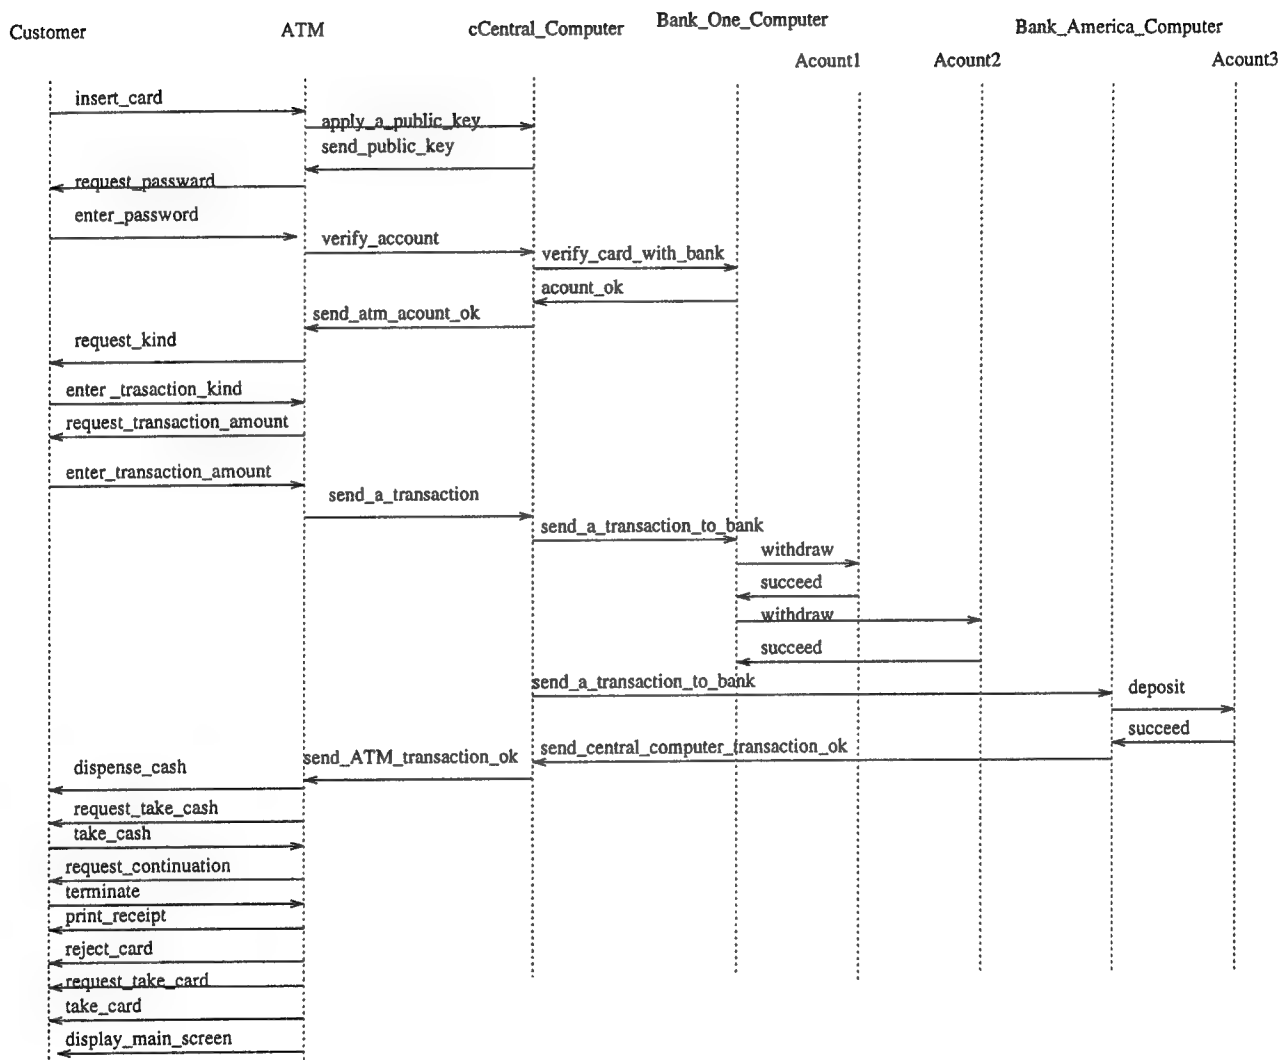 Customer
ATM
cCentral_Computer
Bank_One_Computer
Bank_America_Computer
Acount1
Acount2
Acount3
insert_card
apply_a_public_key
send_public_key
request_passward
enter_password
verify_account
verify_card_with_bank
acount_ok
send_atm_acount_ok
request_kind
enter _trasaction_kind
request_transaction_amount
enter_transaction_amount
send_a_transaction
send_a_transaction_to_bank
withdraw
succeed
withdraw
succeed
send_a_transaction_to_bank
deposit
succeed
send_central_computer_transaction_ok
send_ATM_transaction_ok
dispense_cash
request_take_cash
take_cash
request_continuation
terminate
print_receipt
reject_card
request_take_card
take_card
display_main_screen